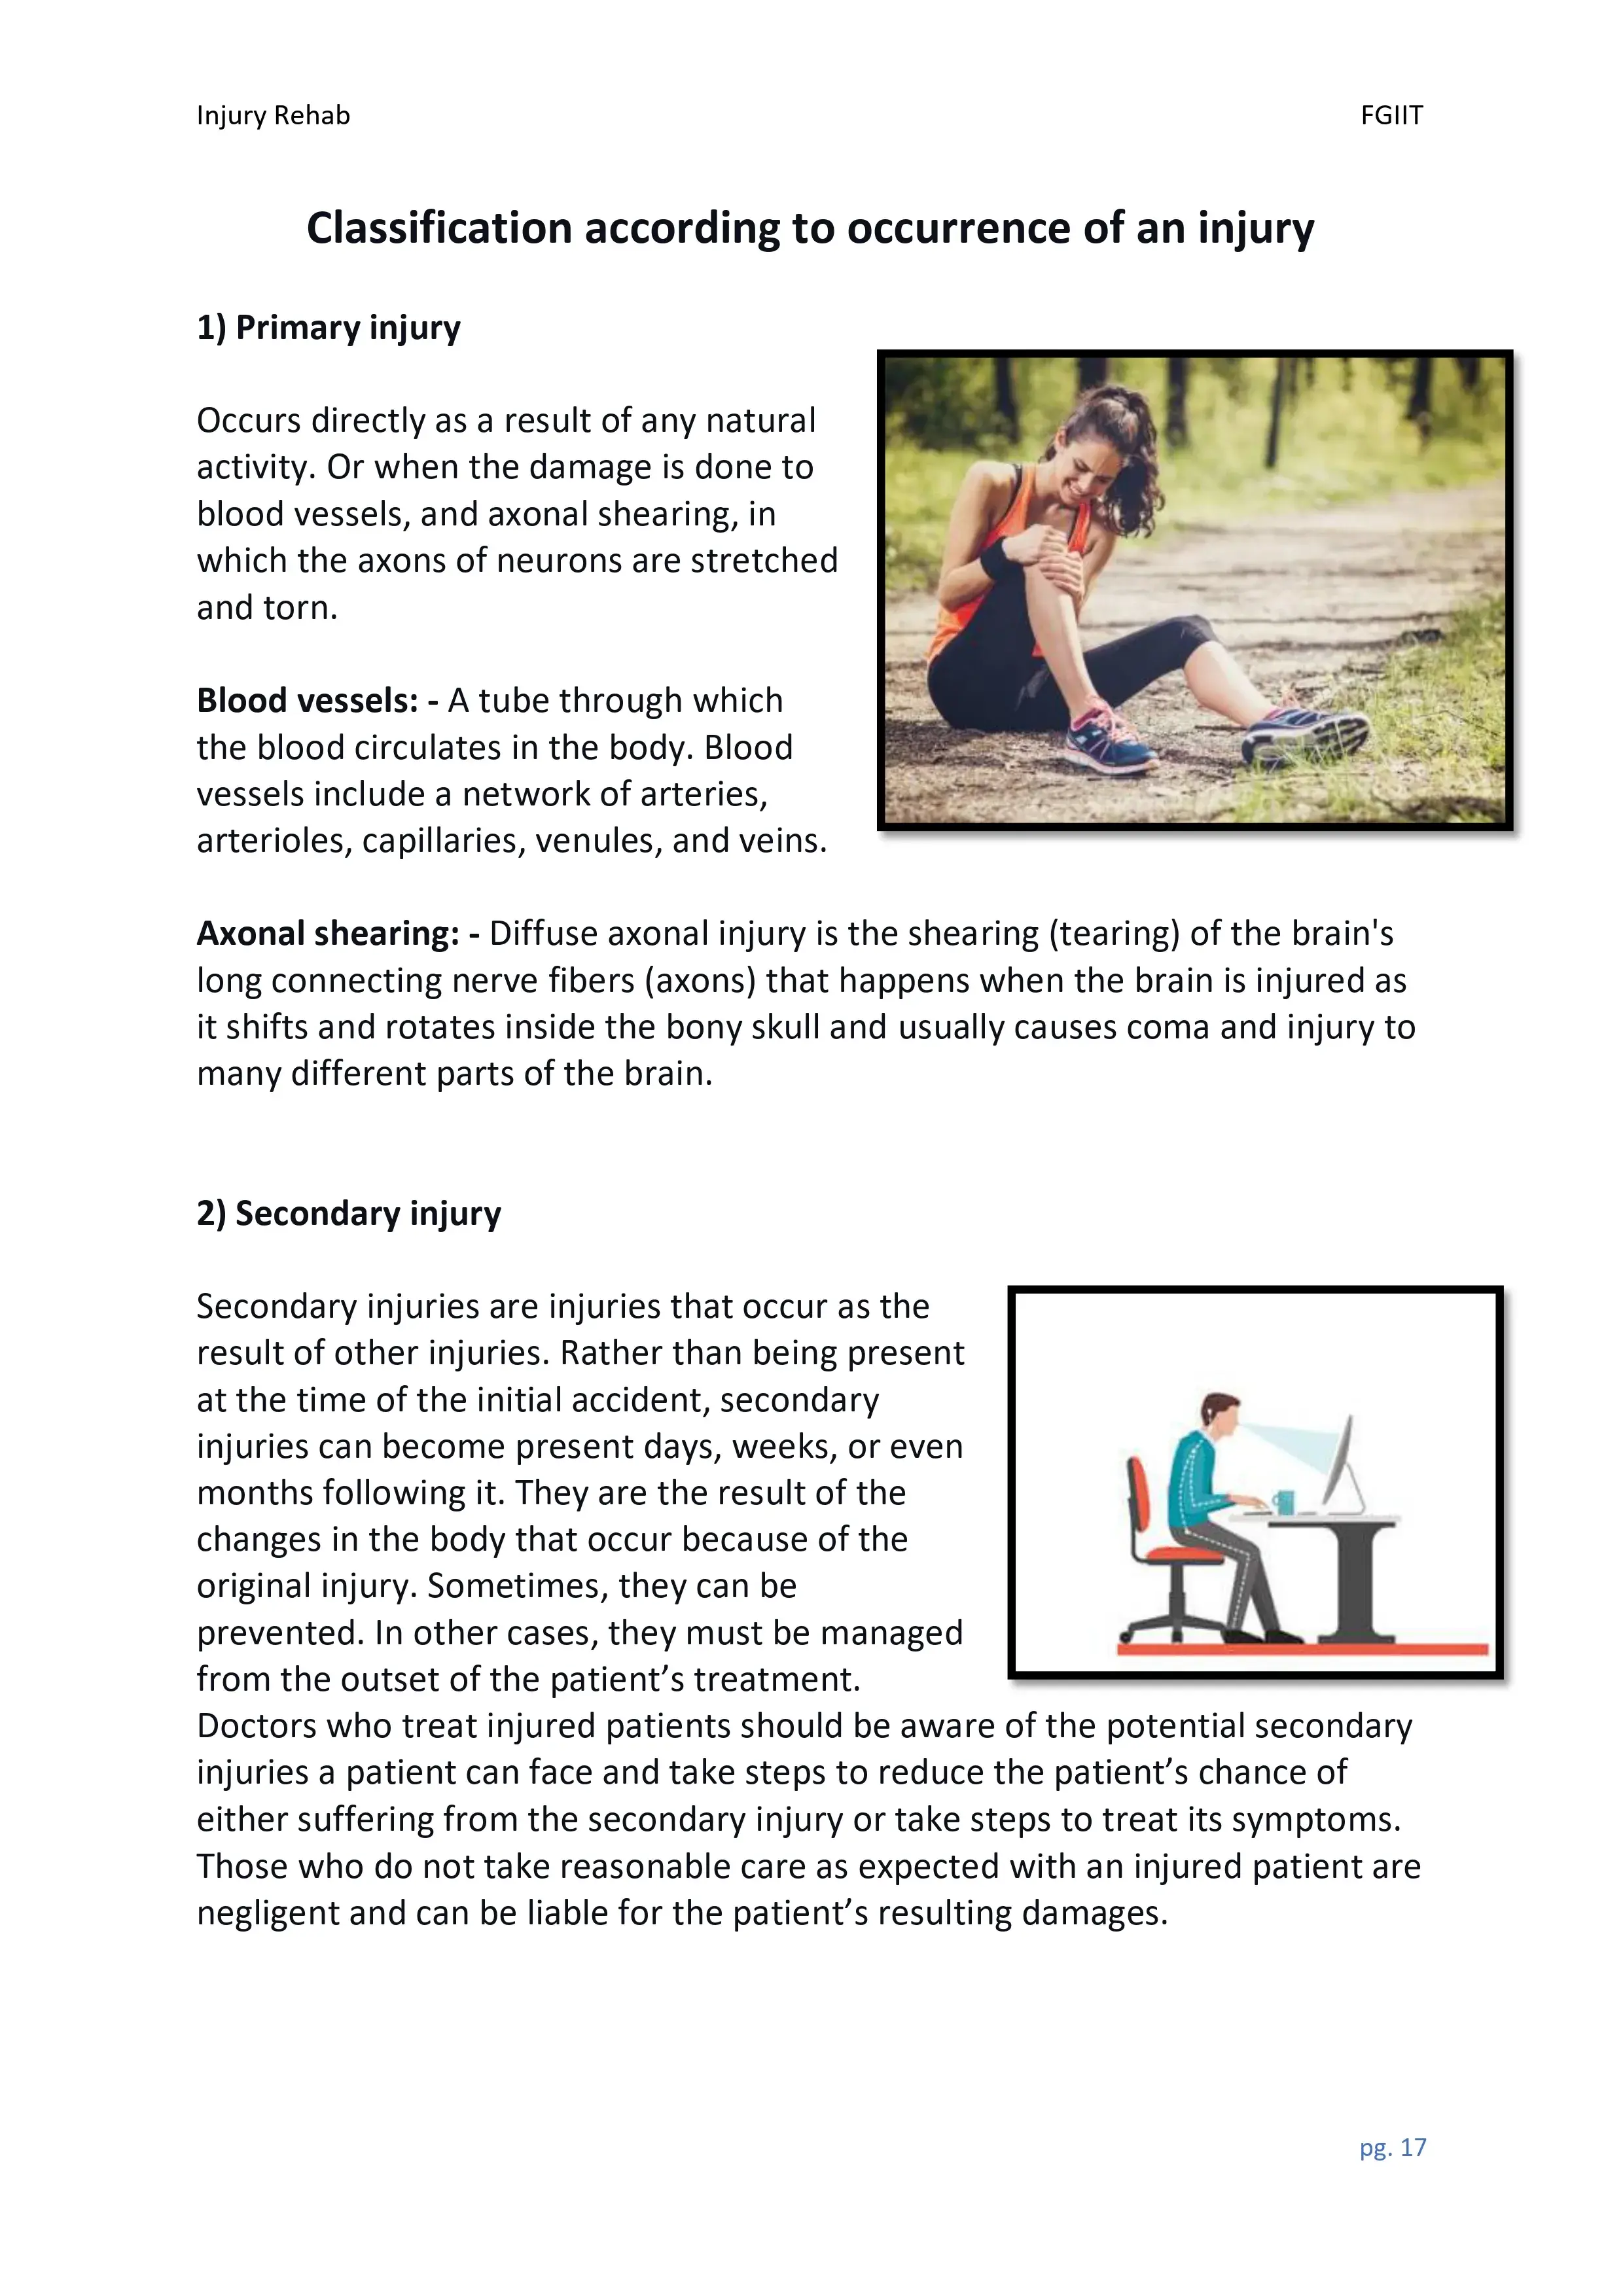 Injury Rehab FGIIT
Classification according to occurrence of an injury
1) Primary injury
Occurs directly as a result of any natural
activity. Or when the damage is done to
blood vessels, and axonal shearing, in
which the axons of neurons are stretched
and torn.
Blood vessels: - A tube through which
the blood circulates in the body. Blood
vessels include a network of arteries,
arterioles, capillaries, venules, and veins.
Axonal shearing: - Diffuse axonal injury is the shearing (tearing) of the brain's
long connecting nerve fibers (axons) that happens when the brain is injured as
it shifts and rotates inside the bony skull and usually causes coma and injury to
many different parts of the brain.
2) Secondary injury
Secondary injuries are injuries that occur as the
result of other injuries. Rather than being present
at the time of the initial accident, secondary
injuries can become present days, weeks, or even
months following it. They are the result of the
changes in the body that occur because of the
original injury. Sometimes, they can be
prevented. In other cases, they must be managed
from the outset of the patient’s treatment.
Doctors who treat injured patients should be aware of the potential secondary
injuries a patient can face and take steps to reduce the patient’s chance of
either suffering from the secondary injury or take steps to treat its symptoms.
Those who do not take reasonable care as expected with an injured patient are
negligent and can be liable for the patient’s resulting damages.
pg. 17